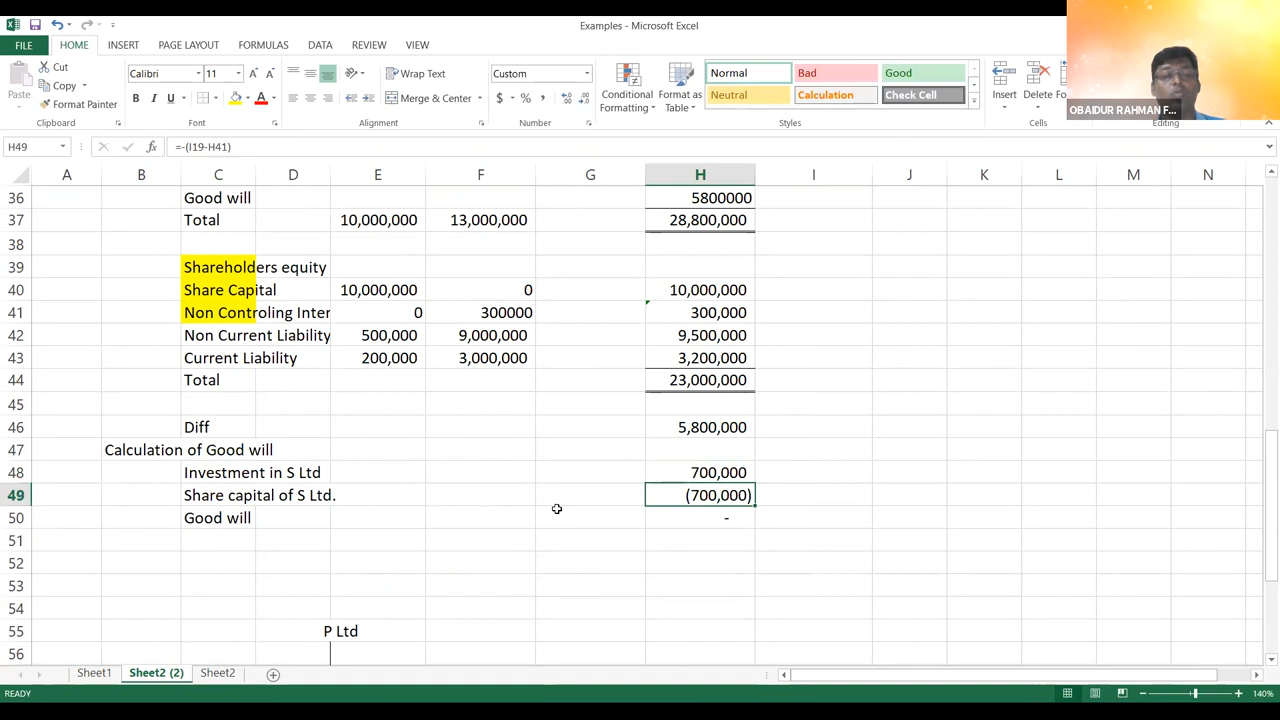 Examples - Microsoft Excel
FILE HOME INSERT PAGE LAYOUT FORMULAS DATA REVIEW VIEW
Paste
Cut
Copy
Format Painter
Clipboard
Calibri 11
B I U
Font
Wrap Text
Merge & Center
Alignment
Custom
$ % ,
Number
Conditional Formatting
Format as Table
Normal Bad Good
Neutral Calculation Check Cell
Styles
Insert Delete Fo
Cells
Editing
OBAIDUR RAHMAN F...
H49 fx =-(I19-H41)
A B C D E F G H I J K L M N
36 Good will 5800000
37 Total 10,000,000 13,000,000 28,800,000
38
39 Shareholders equity
40 Share Capital 10,000,000 0 10,000,000
41 Non Controling Inter 0 300000 300,000
42 Non Current Liability 500,000 9,000,000 9,500,000
43 Current Liability 200,000 3,000,000 3,200,000
44 Total 23,000,000
45
46 Diff 5,800,000
47 Calculation of Good will
48 Investment in S Ltd 700,000
49 Share capital of S Ltd. (700,000)
50 Good will -
51
52
53
54
55 P Ltd
56
Sheet1 Sheet2 (2) Sheet2
READY 140%